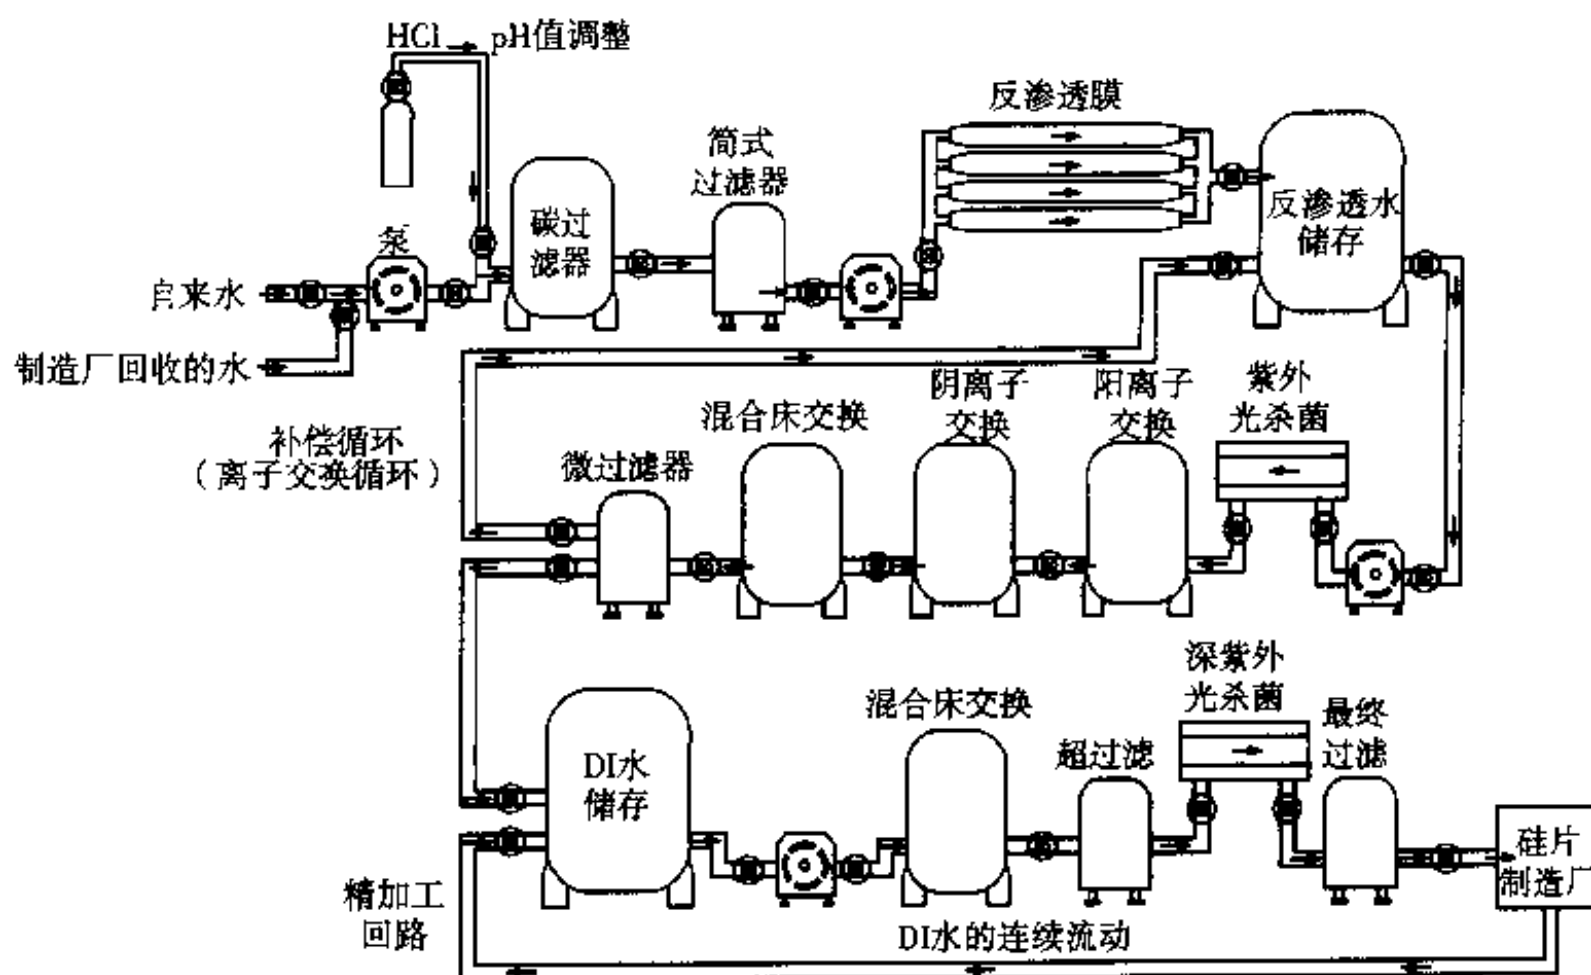 HCl
pH值调整
反渗透膜
简式
过滤器
碳过
滤器
反渗透水
储存
泵
自来水
制造厂回收的水
补偿循环
(离子交换循环)
微过滤器
混合床交换
阴离子
交换
阳离子
交换
紫外
光杀菌
DI水
储存
混合床交换
超过滤
深紫外
光杀菌
最终
过滤
硅片
制造厂
精加工
回路
DI水的连续流动